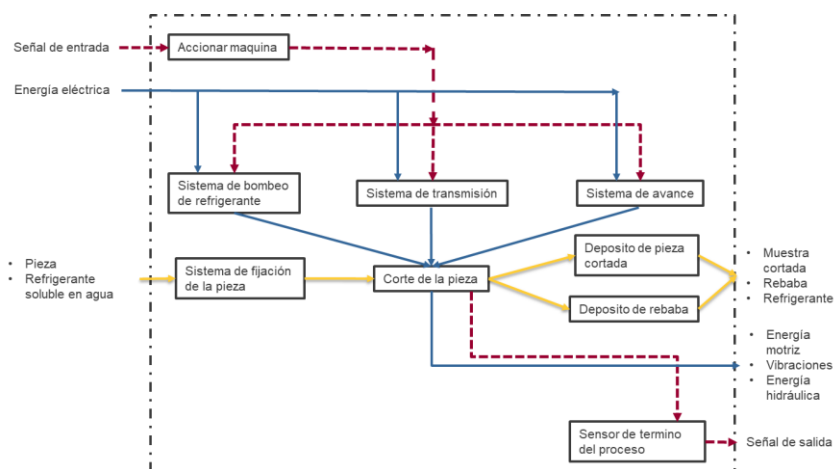 Señal de entrada
Accionar maquina
Energía eléctrica
Sistema de bombeo
de refrigerante
Sistema de transmisión
Sistema de avance
• Pieza
• Refrigerante
soluble en agua
Sistema de fijación
de la pieza
Corte de la pieza
Deposito de pieza
cortada
Deposito de rebaba
• Muestra
cortada
• Rebaba
• Refrigerante
• Energía
motriz
• Vibraciones
• Energía
hidráulica
Sensor de termino
del proceso
Señal de salida